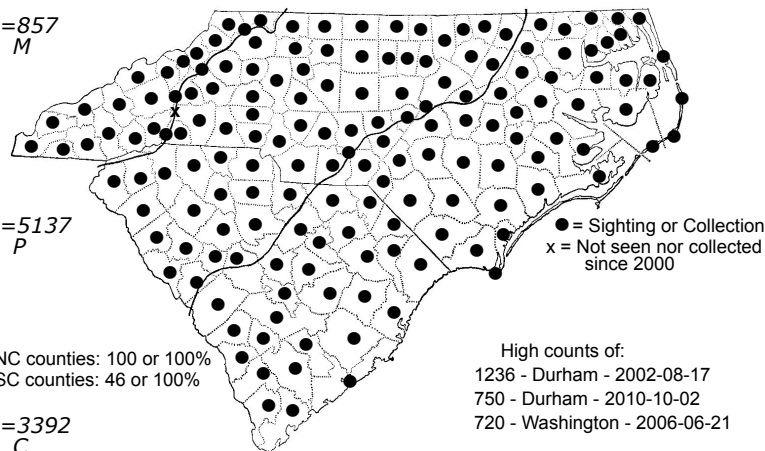 =857
M
=5137
P
● = Sighting or Collection
x = Not seen nor collected
since 2000
x
NC counties: 100 or 100%
SC counties: 46 or 100%
High counts of:
1236 - Durham - 2002-08-17
750 - Durham - 2010-10-02
720 - Washington - 2006-06-21
=3392
C